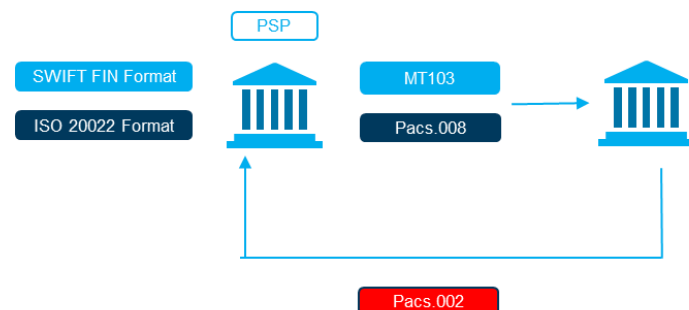 PSP
SWIFT FIN Format
MT103
ISO 20022 Format
Pacs.008
Pacs.002